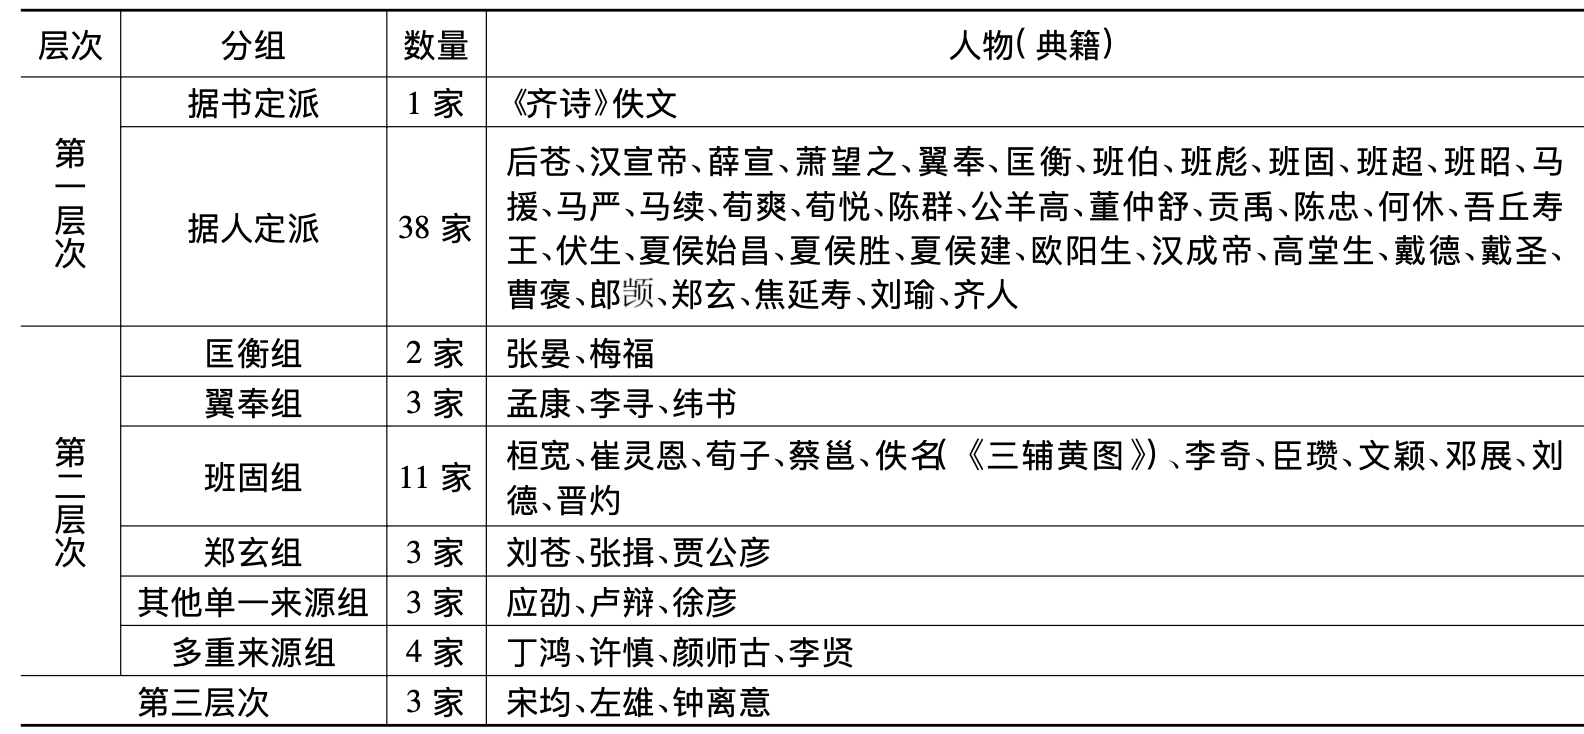 层次 分组 数量 人物(典籍)
第一层次
据书定派 1 家 《齐诗》佚文
据人定派 38 家
后苍、汉宣帝、薛宣、萧望之、翼奉、匡衡、班伯、班彪、班固、班超、班昭、马
援、马严、马续、荀爽、荀悦、陈群、公羊高、董仲舒、贡禹、陈忠、何休、吾丘寿
王、伏生、夏侯始昌、夏侯胜、夏侯建、欧阳生、汉成帝、高堂生、戴德、戴圣、
曹褒、郎𫖮、郑玄、焦延寿、刘瑜、齐人
第二层次
匡衡组 2 家 张晏、梅福
翼奉组 3 家 孟康、李寻、纬书
班固组 11 家
桓宽、崔灵恩、荀子、蔡邕、佚名(《三辅黄图》)、李奇、臣瓒、文颖、邓展、刘
德、晋灼
郑玄组 3 家 刘苍、张揖、贾公彦
其他单一来源组 3 家 应劭、卢辩、徐彦
多重来源组 4 家 丁鸿、许慎、颜师古、李贤
第三层次 3 家 宋均、左雄、钟离意